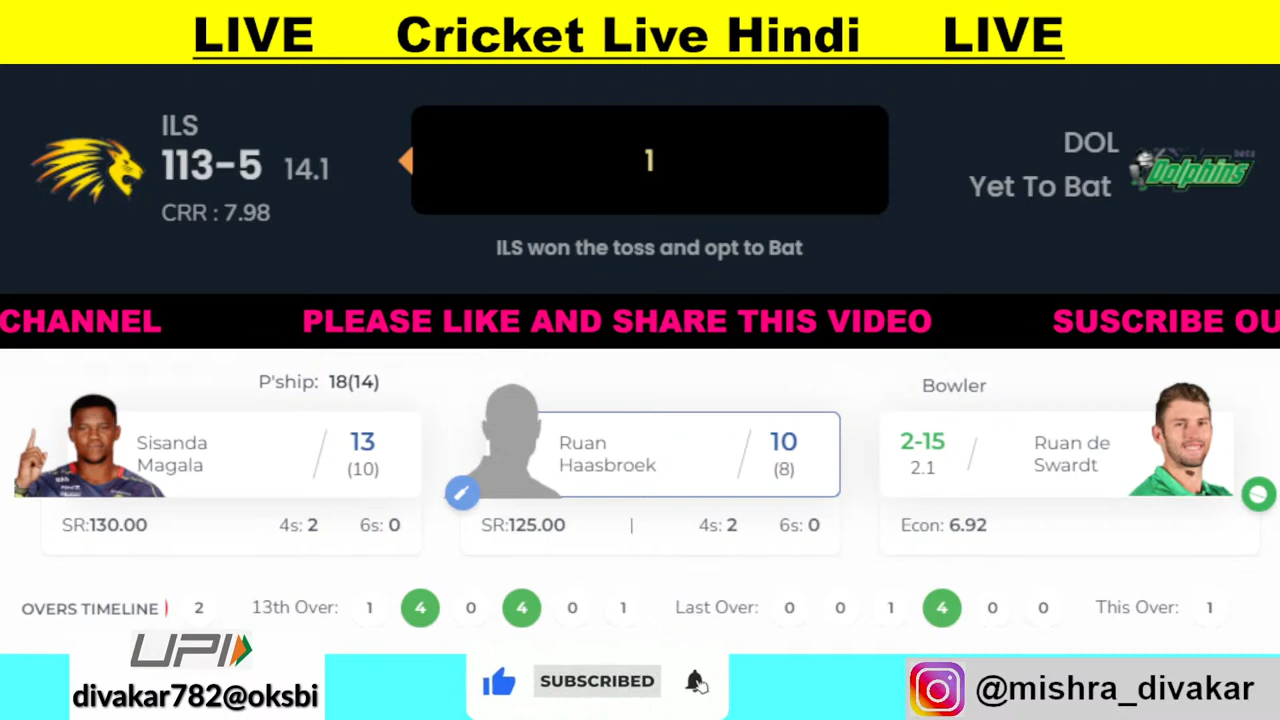 LIVE Cricket Live Hindi LIVE
ILS
113-5 14.1
CRR : 7.98
1
DOL
Yet To Bat
Dolphins
ILS won the toss and opt to Bat
CHANNEL PLEASE LIKE AND SHARE THIS VIDEO SUSCRIBE OU
P'ship: 18(14)
Sisanda
Magala
13
(10)
SR:130.00 4s: 2 6s: 0
Ruan
Haasbroek
10
(8)
SR:125.00 | 4s: 2 6s: 0
Bowler
2-15
2.1
Ruan de
Swardt
Econ: 6.92
OVERS TIMELINE 2 13th Over: 1 4 0 4 0 1 Last Over: 0 0 1 4 0 0 This Over: 1
UPI
divakar782@oksbi
SUBSCRIBED
@mishra_divakar